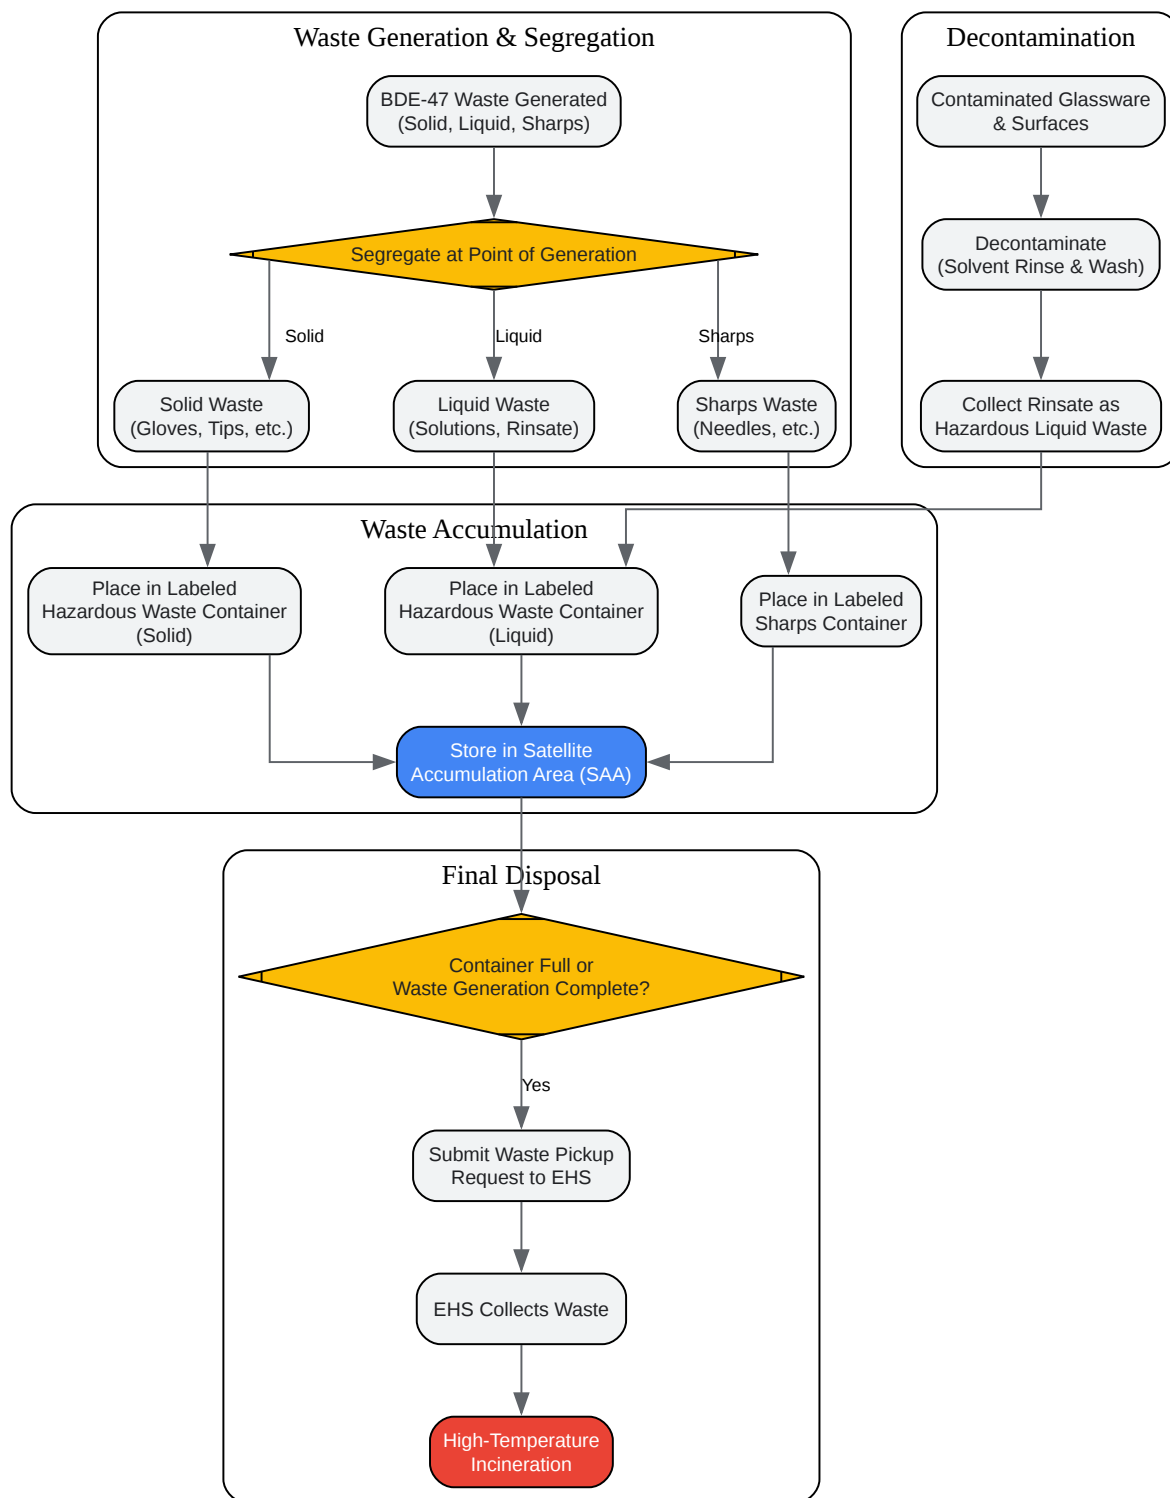 Waste Generation & Segregation
BDE-47 Waste Generated
(Solid, Liquid, Sharps)
Segregate at Point of Generation
Solid
Liquid
Sharps
Solid Waste
(Gloves, Tips, etc.)
Liquid Waste
(Solutions, Rinsate)
Sharps Waste
(Needles, etc.)
Decontamination
Contaminated Glassware
& Surfaces
Decontaminate
(Solvent Rinse & Wash)
Collect Rinsate as
Hazardous Liquid Waste
Waste Accumulation
Place in Labeled
Hazardous Waste Container
(Solid)
Place in Labeled
Hazardous Waste Container
(Liquid)
Place in Labeled
Sharps Container
Store in Satellite
Accumulation Area (SAA)
Final Disposal
Container Full or
Waste Generation Complete?
Yes
Submit Waste Pickup
Request to EHS
EHS Collects Waste
High-Temperature
Incineration